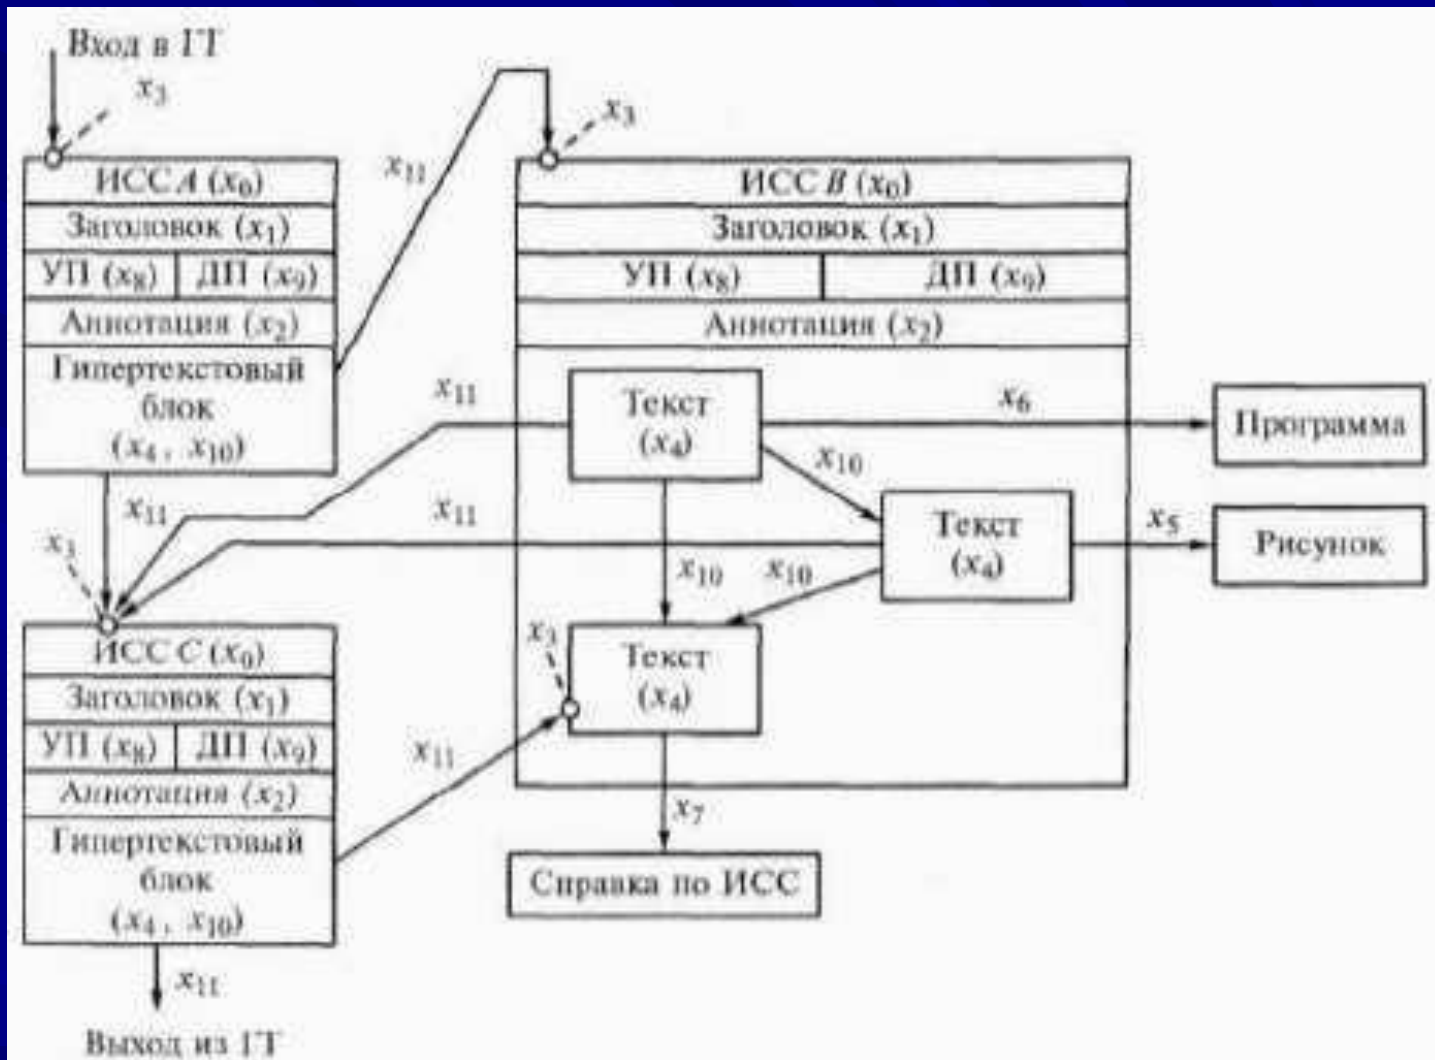 Вход в ГТ
x₃
x₁₁
ИСС A (x₀)
Заголовок (x₁)
УП (x₈) ДП (x₉)
Аннотация (x₂)
Гипертекстовый
блок
(x₄, x₁₀)
x₁₁
x₃
ИСС C (x₀)
Заголовок (x₁)
УП (x₈) ДП (x₉)
Аннотация (x₂)
Гипертекстовый
блок
(x₄, x₁₀)
x₁₁
Выход из ГТ
x₃
ИСС B (x₀)
Заголовок (x₁)
УП (x₈) ДП (x₉)
Аннотация (x₂)
x₁₁
Текст
(x₄)
x₆
Программа
x₁₀
x₁₁
Текст
(x₄)
x₅
Рисунок
x₁₀
x₁₀
x₃
Текст
(x₄)
x₁₁
x₇
Справка по ИСС